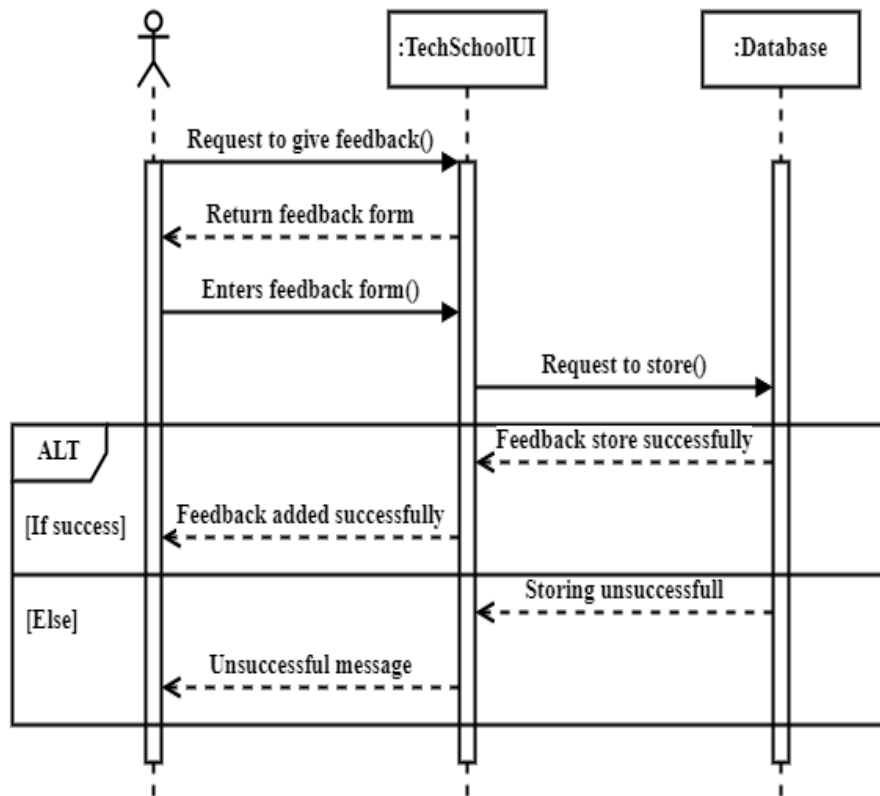 :TechSchoolUI
:Database
Request to give feedback()
Return feedback form
Enters feedback form()
Request to store()
ALT
Feedback store successfully
[If success]
Feedback added successfully
Storing unsuccessfull
[Else]
Unsuccessful message